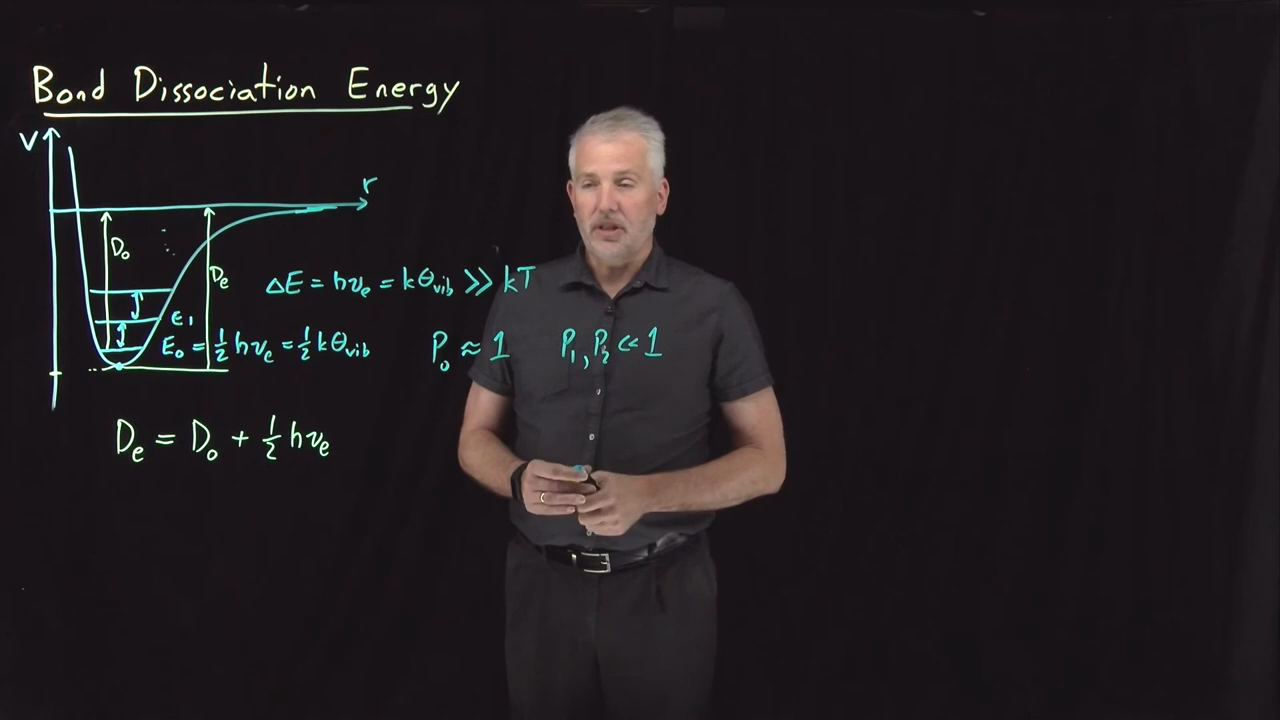 Bond Dissociation Energy
V
r
D₀
Dₑ
ΔE = hνₑ = kΘᵥᵢᵦ >> kT
ε₁
E₀ = ½hνₑ = ½kΘᵥᵢᵦ
P₀ ≈ 1 P₁, P₂ << 1
Dₑ = D₀ + ½hνₑ